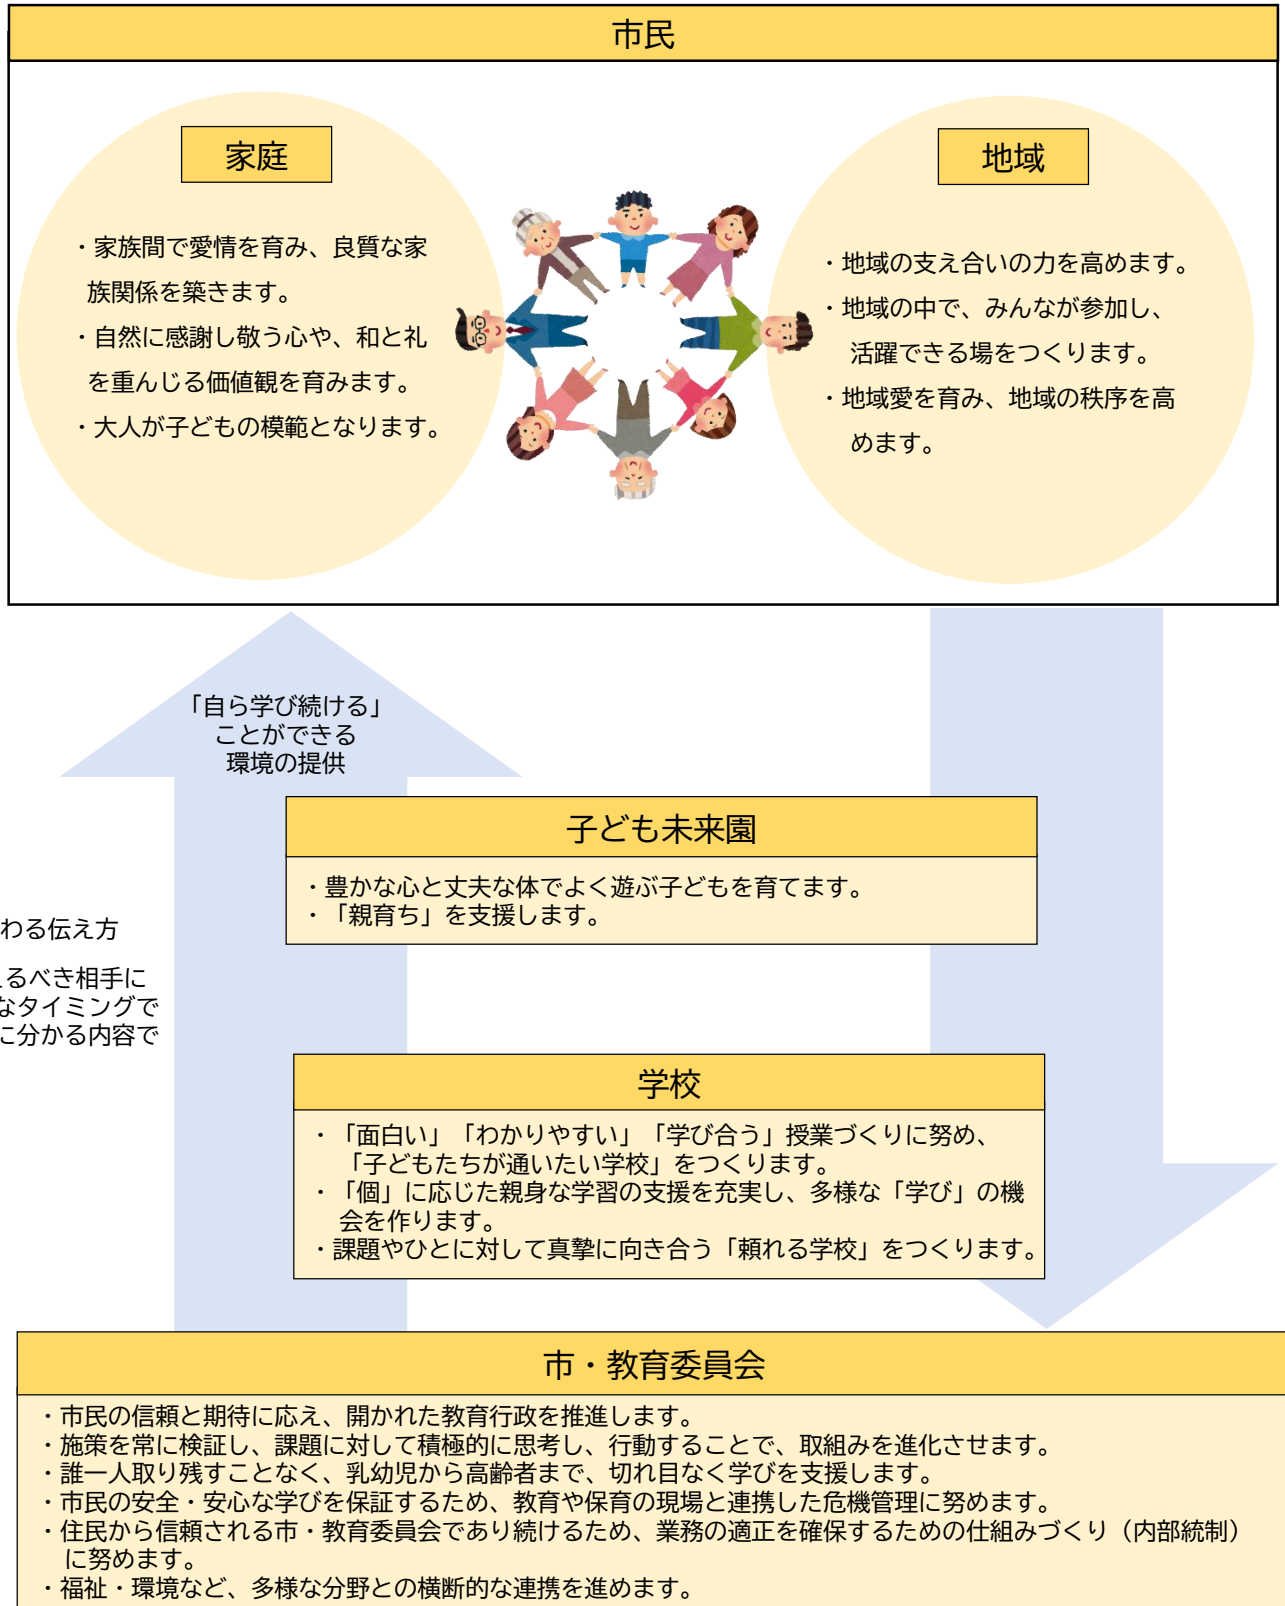 市民
家庭
・家族間で愛情を育み、良質な家
族関係を築きます。
・自然に感謝し敬う心や、和と礼
を重んじる価値観を育みます。
・大人が子どもの模範となります。
地域
・地域の支え合いの力を高めます。
・地域の中で、みんなが参加し、
活躍できる場をつくります。
・地域愛を育み、地域の秩序を高
めます。
「自ら学び続ける」
ことができる
環境の提供
子ども未来園
・豊かな心と丈夫な体でよく遊ぶ子どもを育てます。
・「親育ち」を支援します。
わる伝え方
るべき相手に
なタイミングで
に分かる内容で
学校
・「面白い」「わかりやすい」「学び合う」授業づくりに努め、
「子どもたちが通いたい学校」をつくります。
・「個」に応じた親身な学習の支援を充実し、多様な「学び」の機
会を作ります。
・課題やひとに対して真摯に向き合う「頼れる学校」をつくります。
市・教育委員会
・市民の信頼と期待に応え、開かれた教育行政を推進します。
・施策を常に検証し、課題に対して積極的に思考し、行動することで、取組みを進化させます。
・誰一人取り残すことなく、乳幼児から高齢者まで、切れ目なく学びを支援します。
・市民の安全・安心な学びを保証するため、教育や保育の現場と連携した危機管理に努めます。
・住民から信頼される市・教育委員会であり続けるため、業務の適正を確保するための仕組みづくり（内部統制）
に努めます。
・福祉・環境など、多様な分野との横断的な連携を進めます。